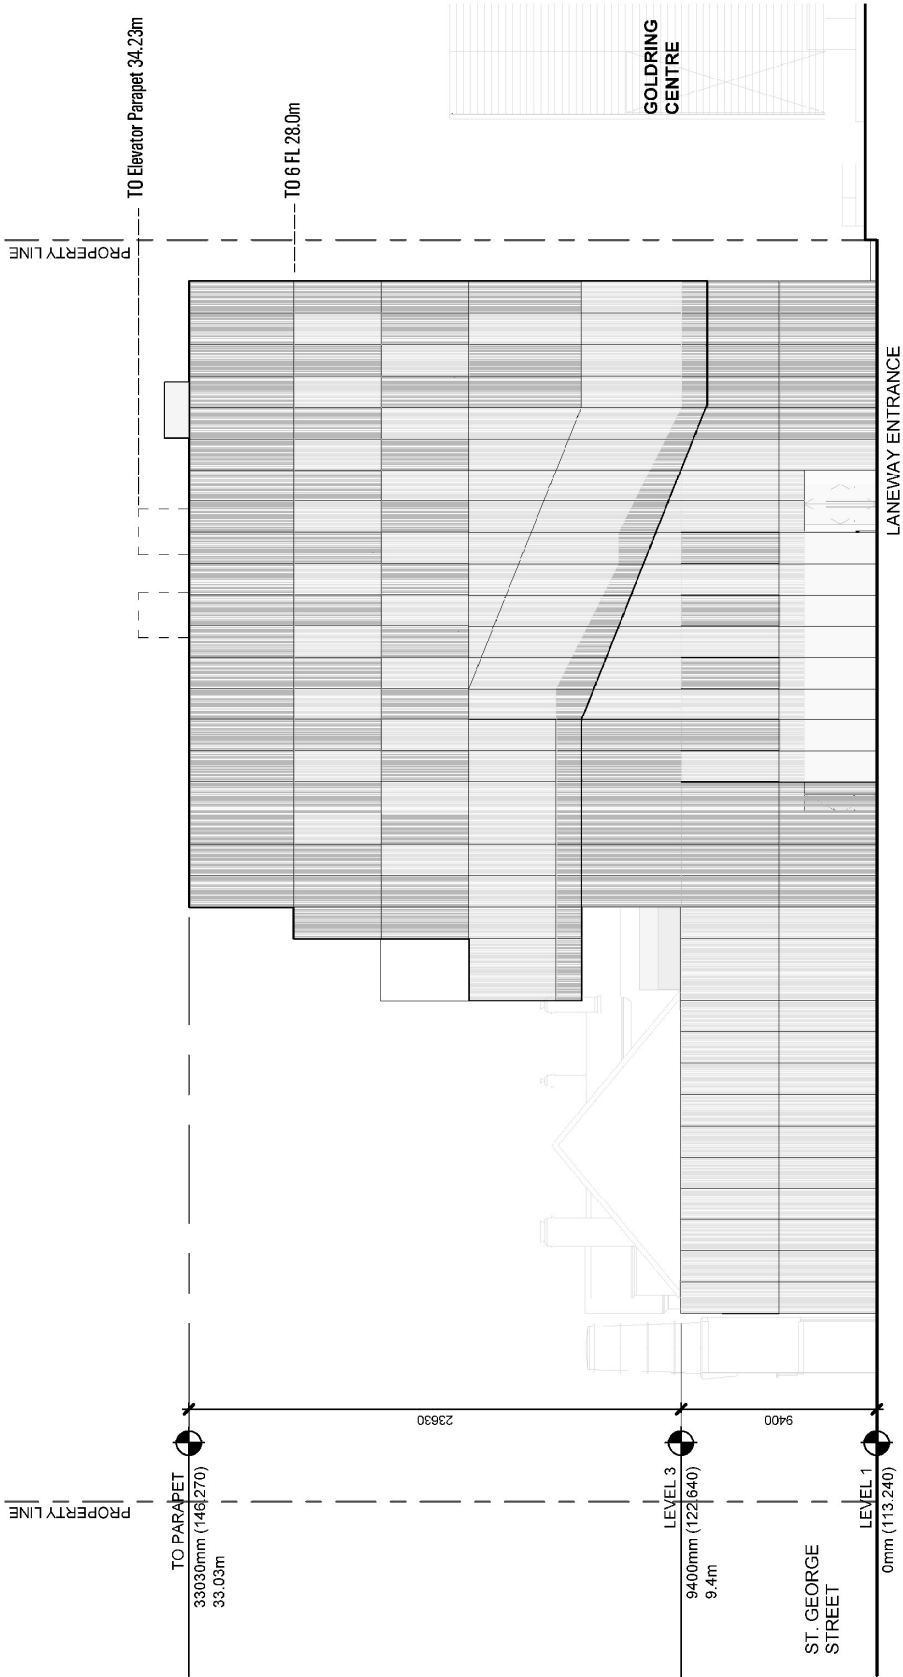 TO Elevator Parapet 34.23m
TO 6 FL 28.0m
GOLDRING
CENTRE
PROPERTY LINE
LANEWAY ENTRANCE
23630
9400
PROPERTY LINE
TO PARAPET
33030mm (146.270)
33.03m
LEVEL 3
9400mm (122.640)
9.4m
LEVEL 1
0mm (113.240)
ST. GEORGE
STREET